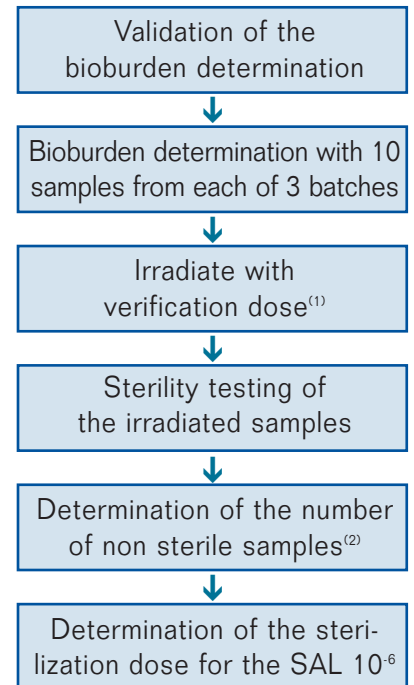 Validation of the
bioburden determination
Bioburden determination with 10
samples from each of 3 batches
Irradiate with
verification dose⁽¹⁾
Sterility testing of
the irradiated samples
Determination of the number
of non sterile samples⁽²⁾
Determination of the steri-
lization dose for the SAL 10⁻⁶